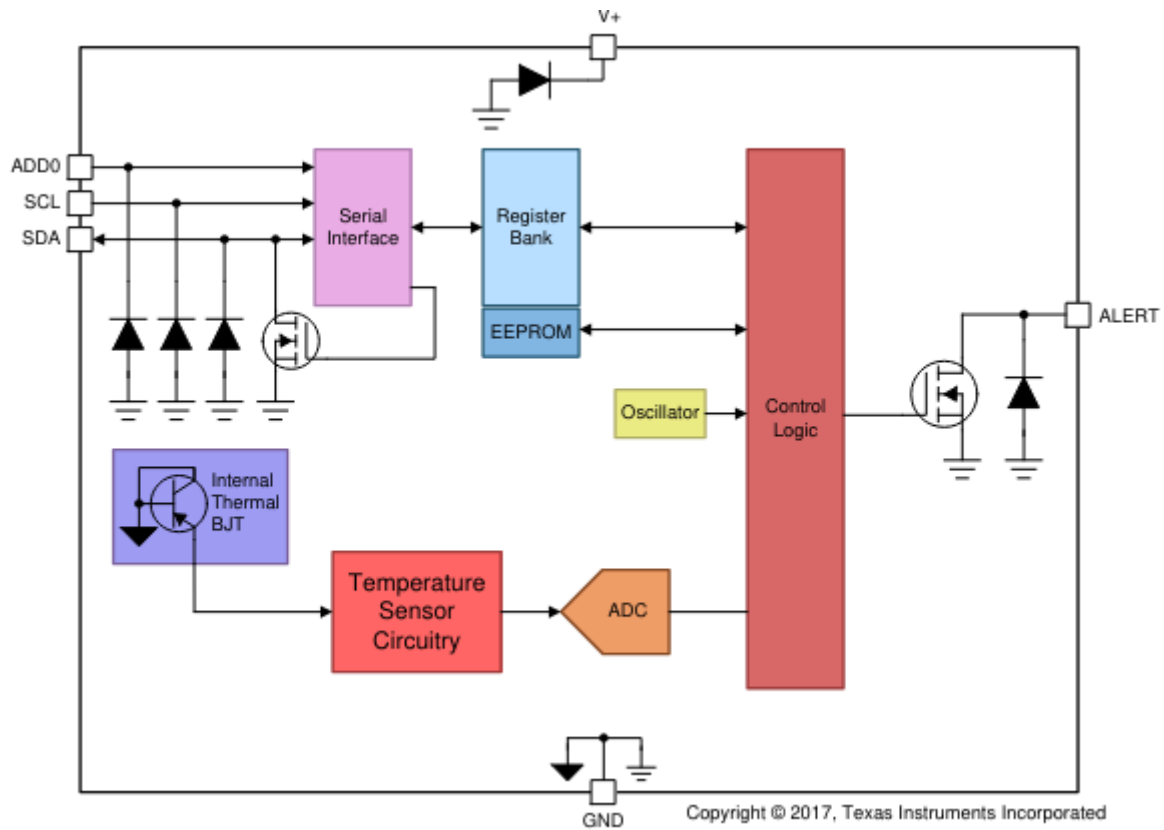 V+
ADD0
SCL
SDA
Serial
Interface
Register
Bank
EEPROM
ALERT
Oscillator
Control
Logic
Internal
Thermal
BJT
Temperature
Sensor
Circuitry
ADC
GND
Copyright © 2017, Texas Instruments Incorporated